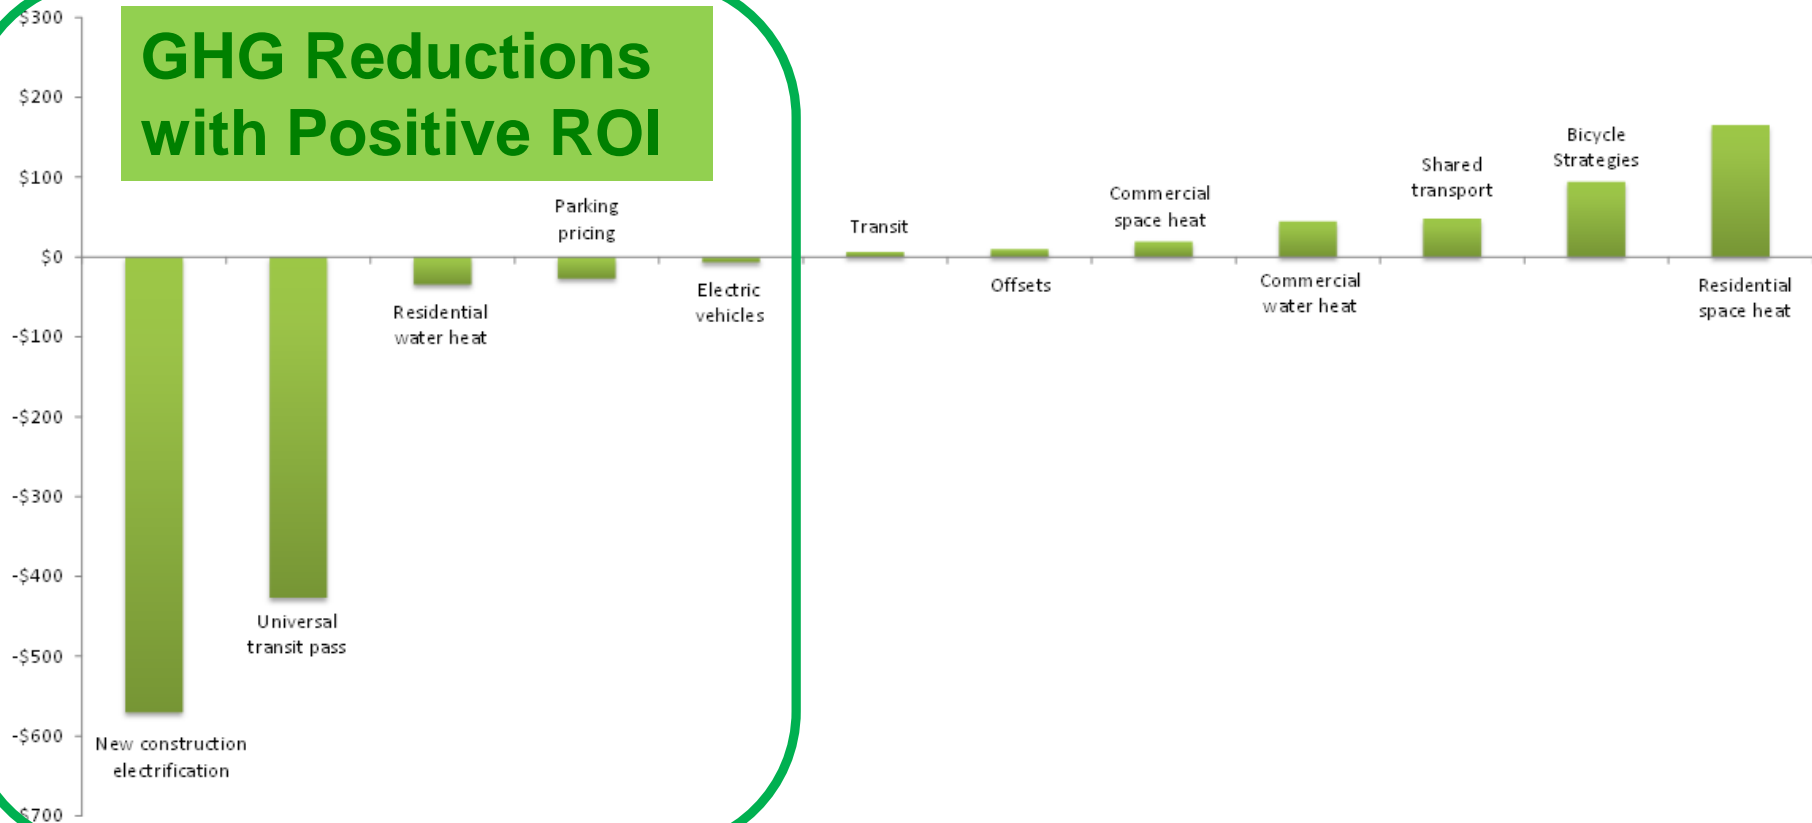 $300
$200
$100
$0
-$100
-$200
-$300
-$400
-$500
-$600
-$700
GHG Reductions
with Positive ROI
New construction
electrification
Universal
transit pass
Residential
water heat
Parking
pricing
Electric
vehicles
Transit
Offsets
Commercial
space heat
Commercial
water heat
Shared
transport
Bicycle
Strategies
Residential
space heat